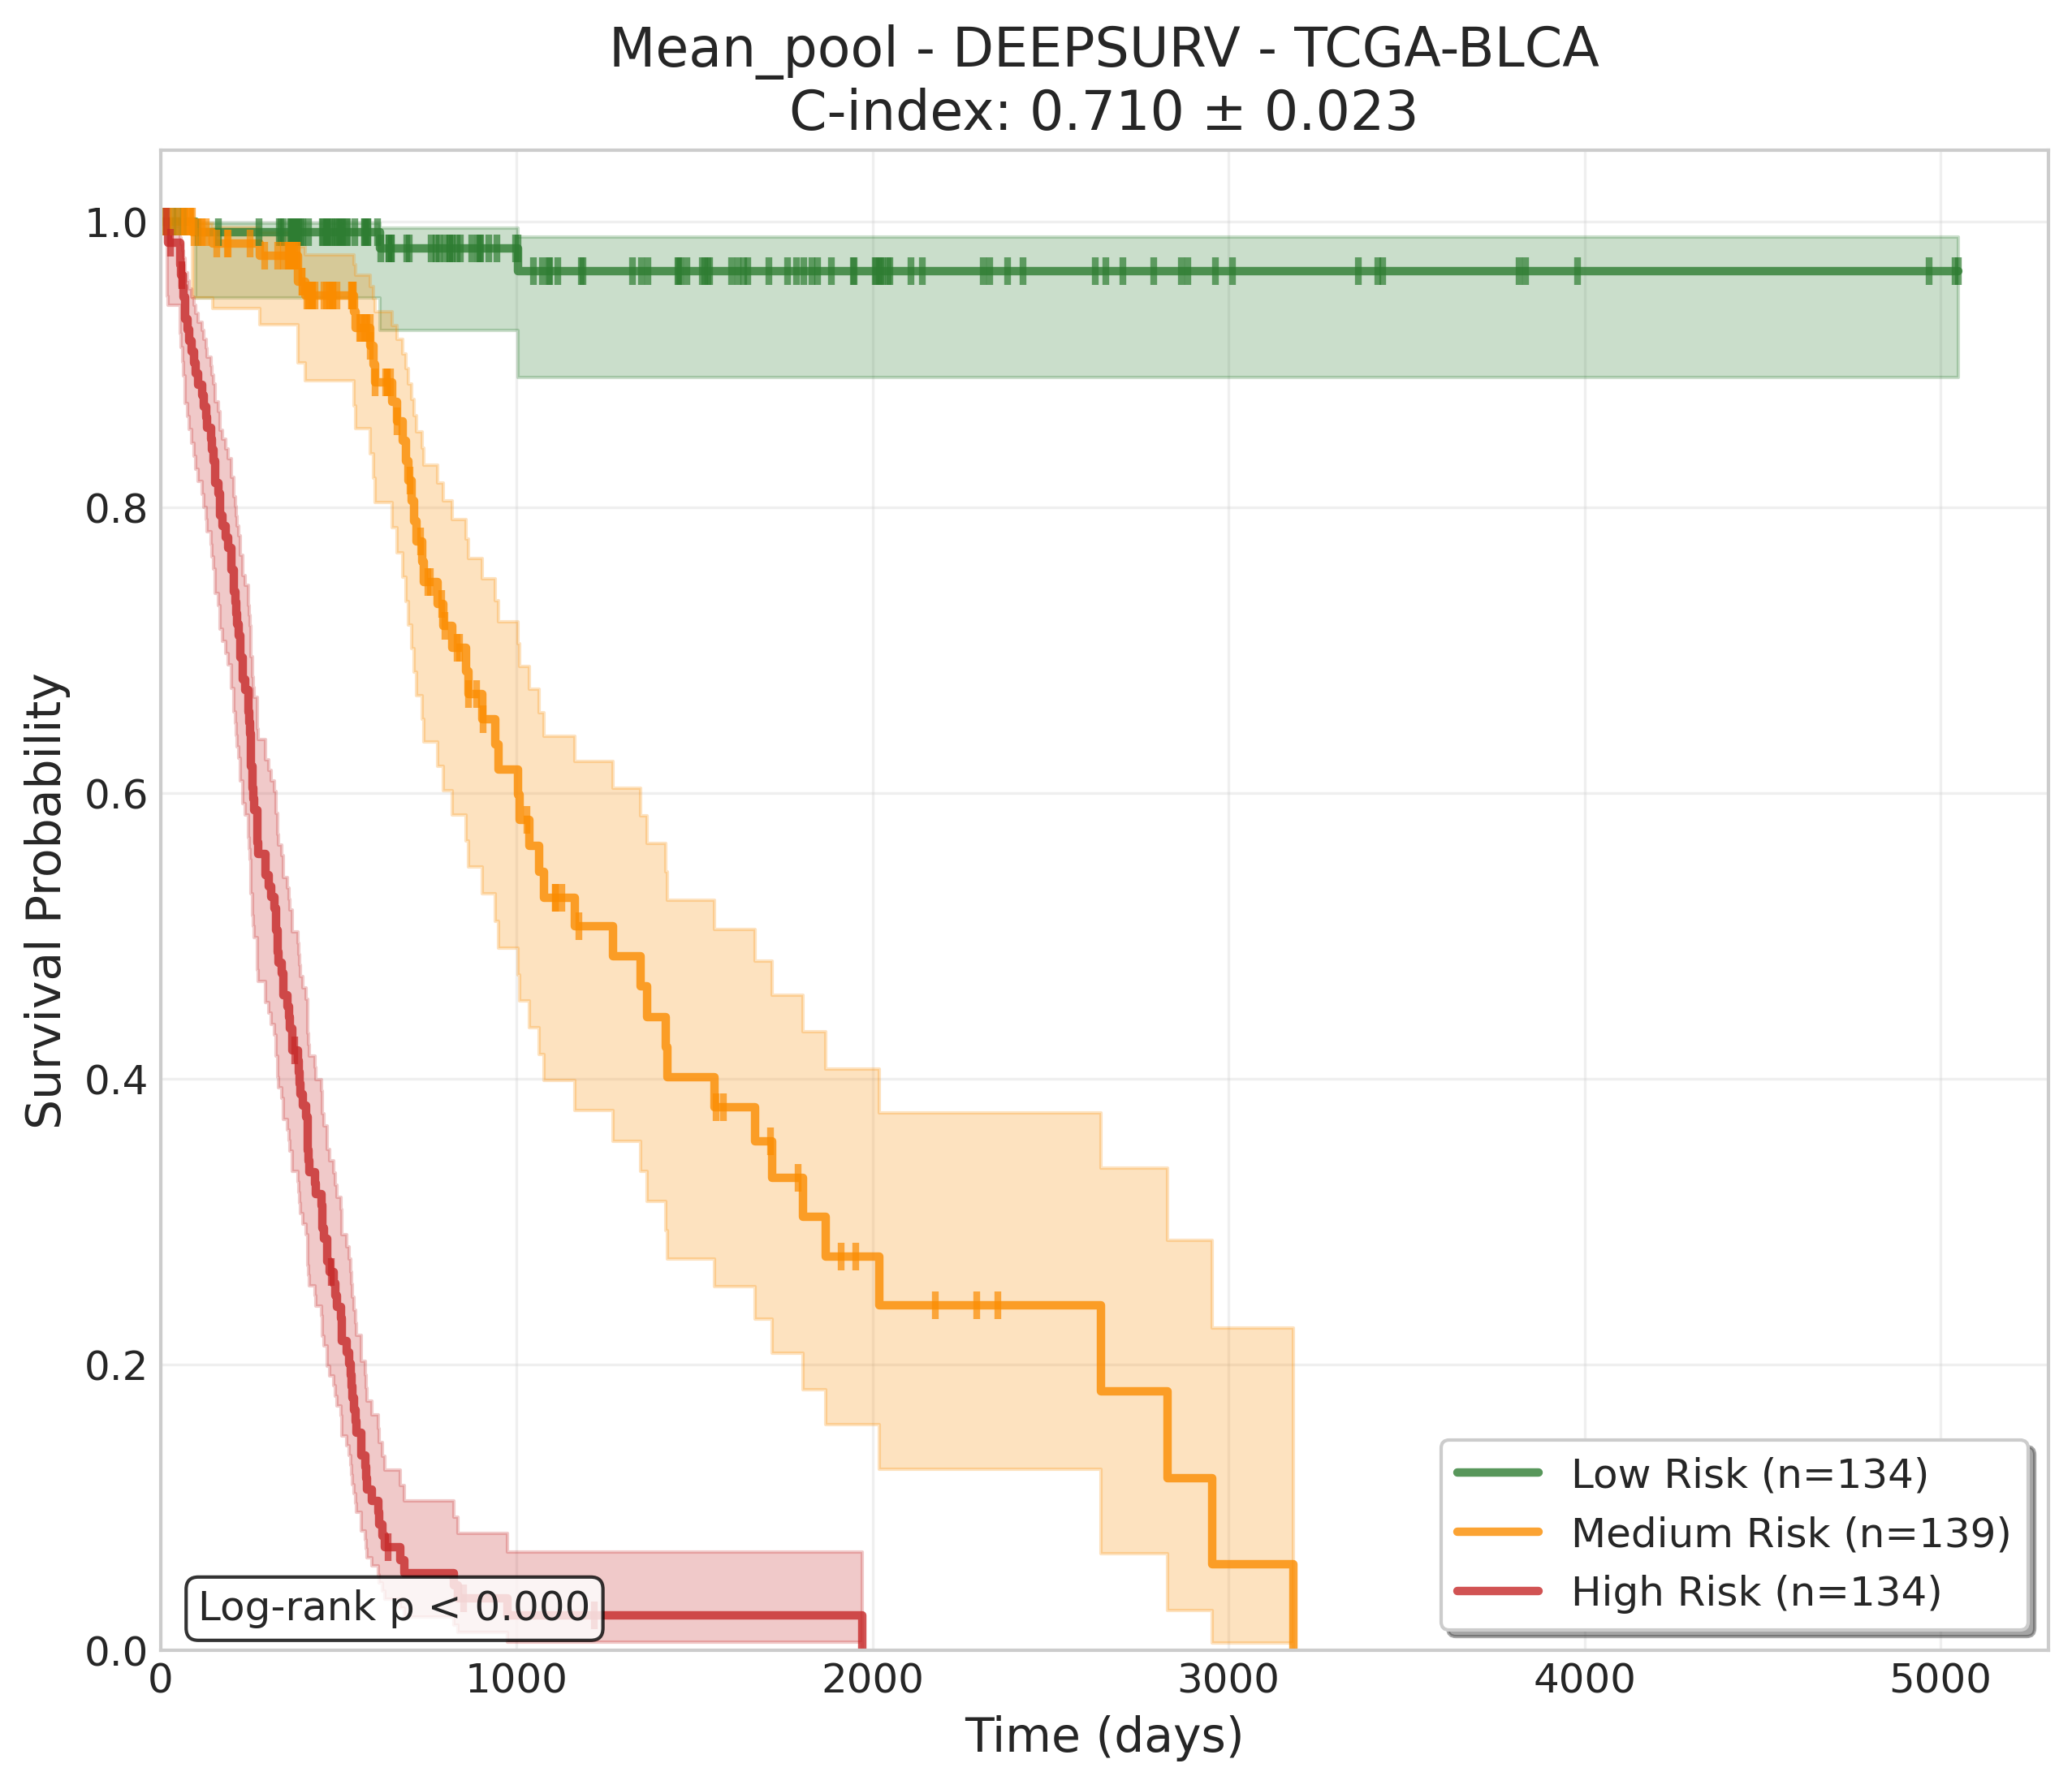 Mean_pool - DEEPSURV - TCGA-BLCA
C-index: 0.710 ± 0.023
Survival Probability
1.0
0.8
0.6
0.4
0.2
0.0
Log-rank p < 0.000
Low Risk (n=134)
Medium Risk (n=139)
High Risk (n=134)
0 1000 2000 3000 4000 5000
Time (days)